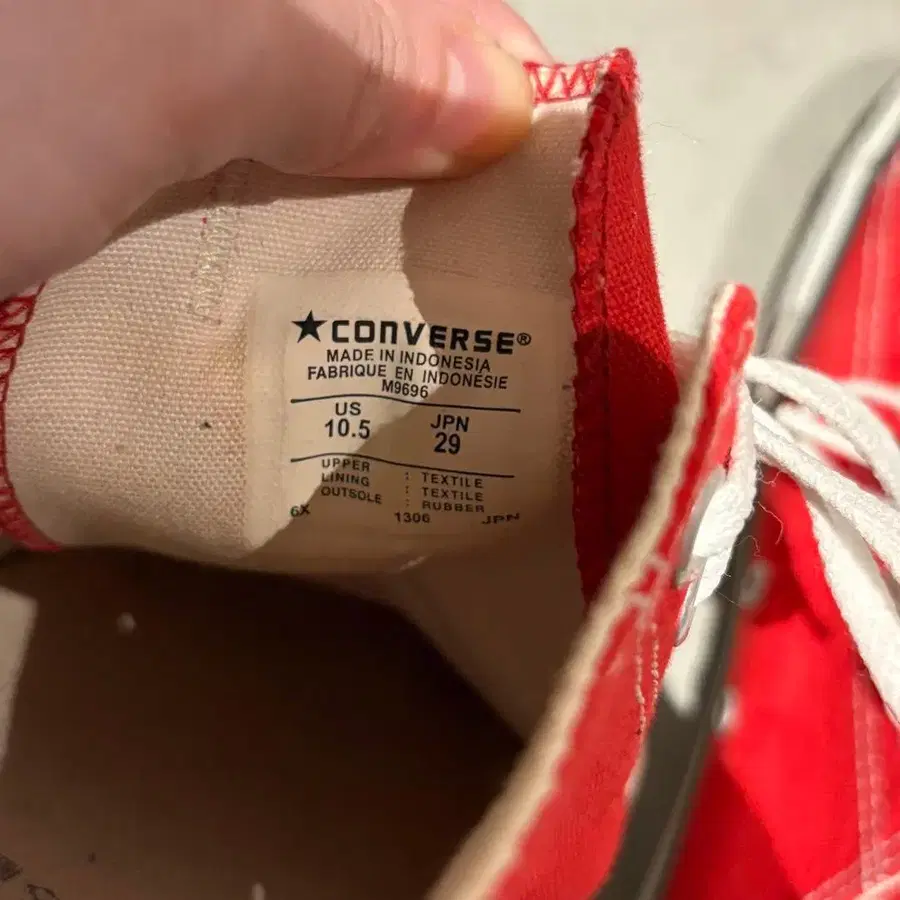 ★CONVERSE®
MADE IN INDONESIA
FABRIQUE EN INDONESIE
M9696
US JPN
10.5 29
UPPER : TEXTILE
LINING : TEXTILE
OUTSOLE : RUBBER
6X 1306 JPN